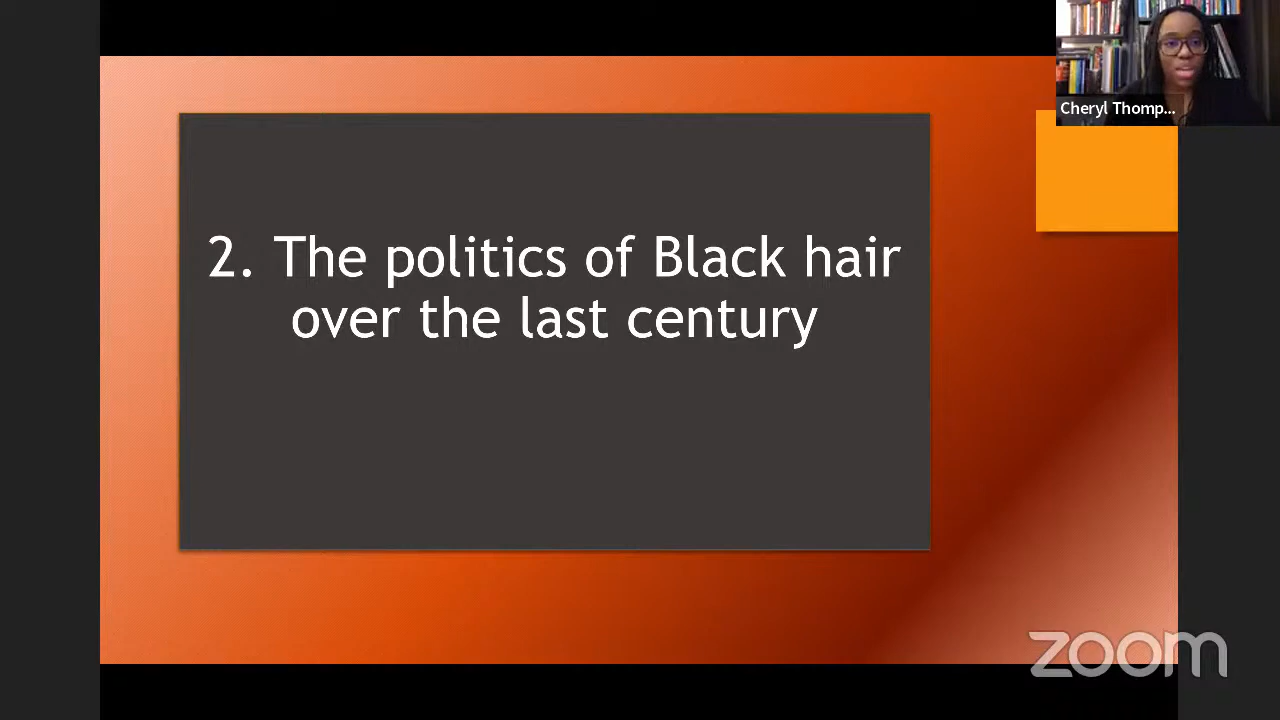 Cheryl Thomp...
2. The politics of Black hair
over the last century
zoom